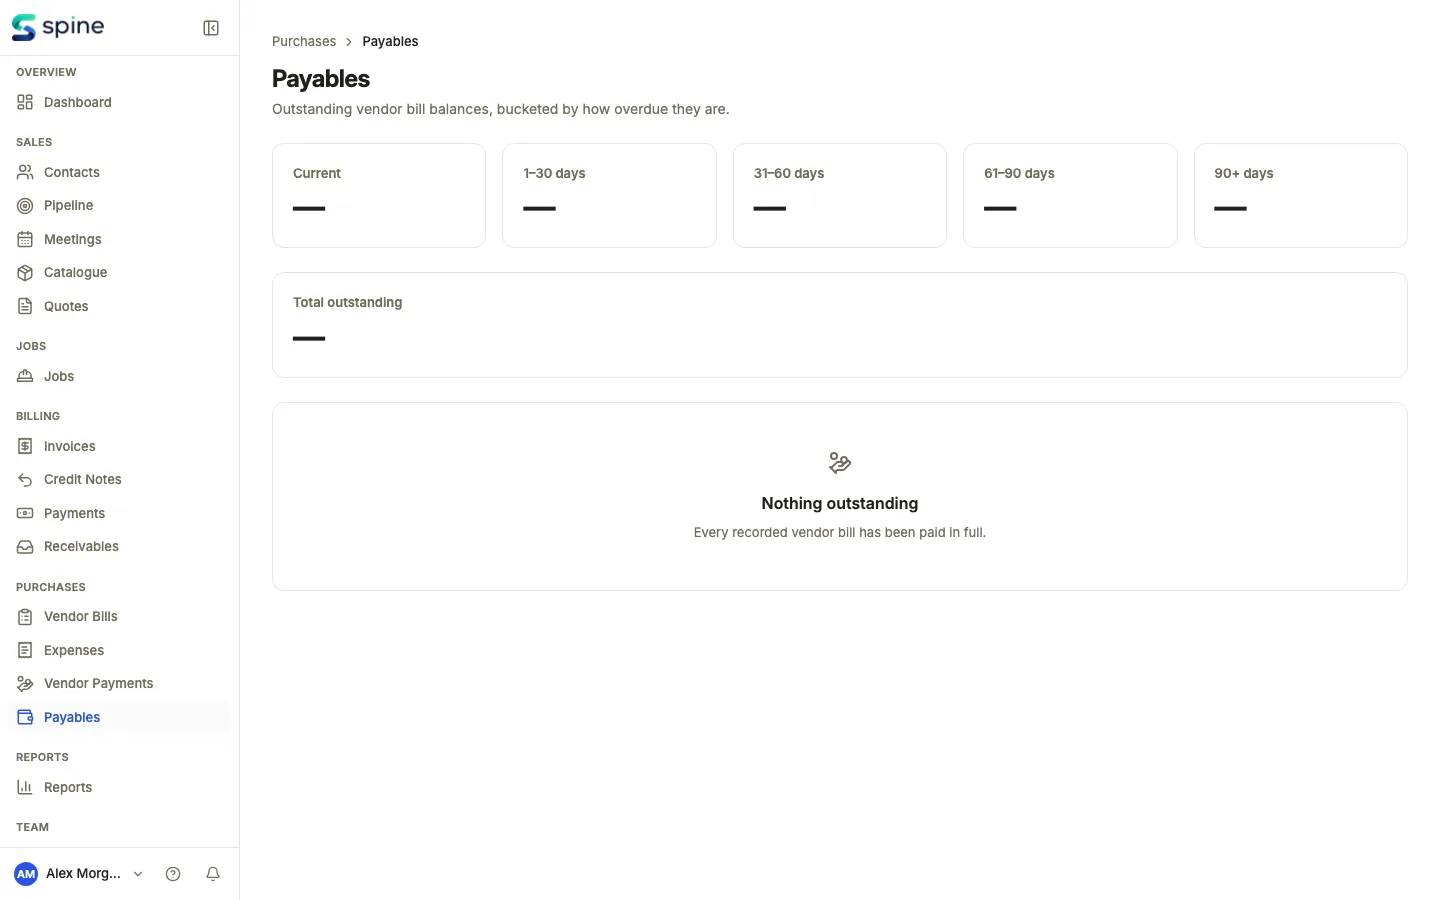 spine
OVERVIEW
Dashboard
SALES
Contacts
Pipeline
Meetings
Catalogue
Quotes
JOBS
Jobs
BILLING
Invoices
Credit Notes
Payments
Receivables
PURCHASES
Vendor Bills
Expenses
Vendor Payments
Payables
REPORTS
Reports
TEAM
AM Alex Morg...
Purchases > Payables
Payables
Outstanding vendor bill balances, bucketed by how overdue they are.
Current
—
1–30 days
—
31–60 days
—
61–90 days
—
90+ days
—
Total outstanding
—
Nothing outstanding
Every recorded vendor bill has been paid in full.